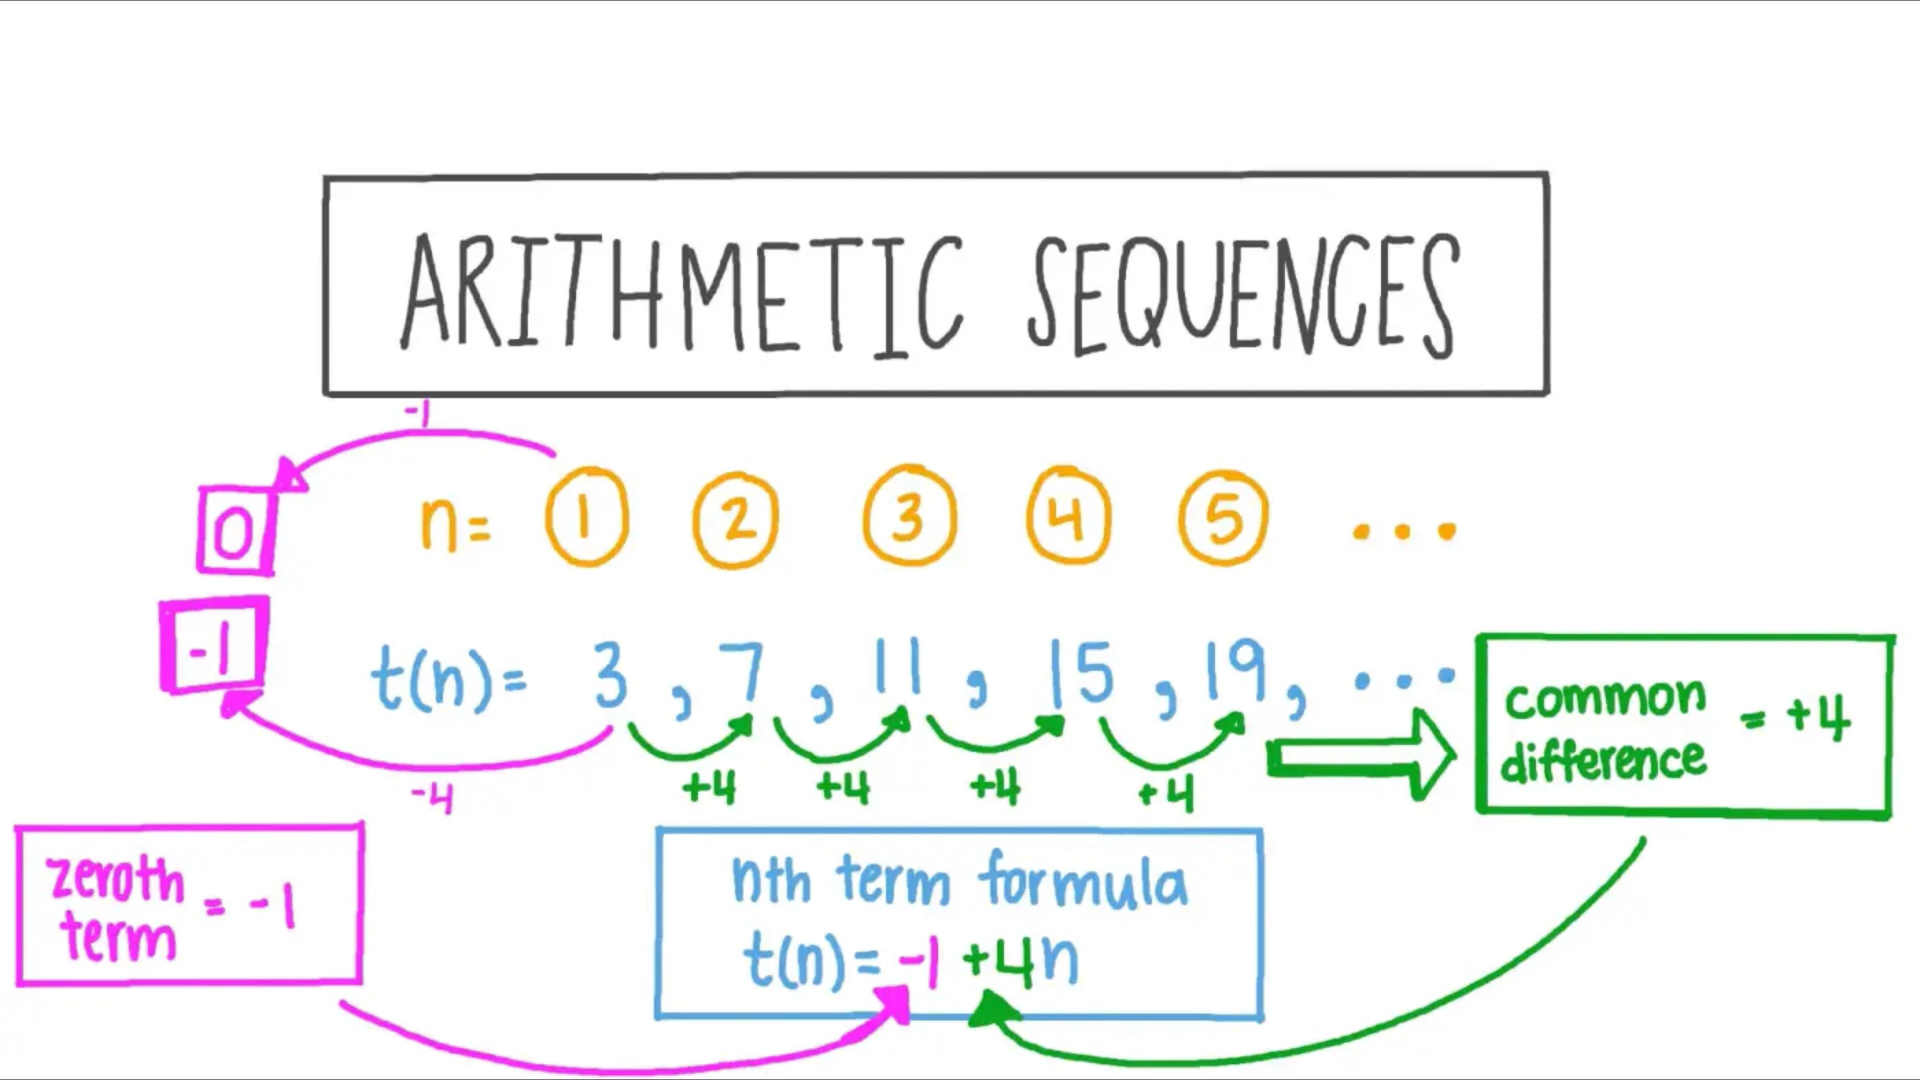 ARITHMETIC SEQUENCES
-1
0 n= 1 2 3 4 5 ...
-1 t(n)= 3 , 7 , 11 , 15 , 19, ...
-4 +4 +4 +4 +4
common
difference = +4
zeroth
term = -1
nth term formula
t(n)= -1 +4n